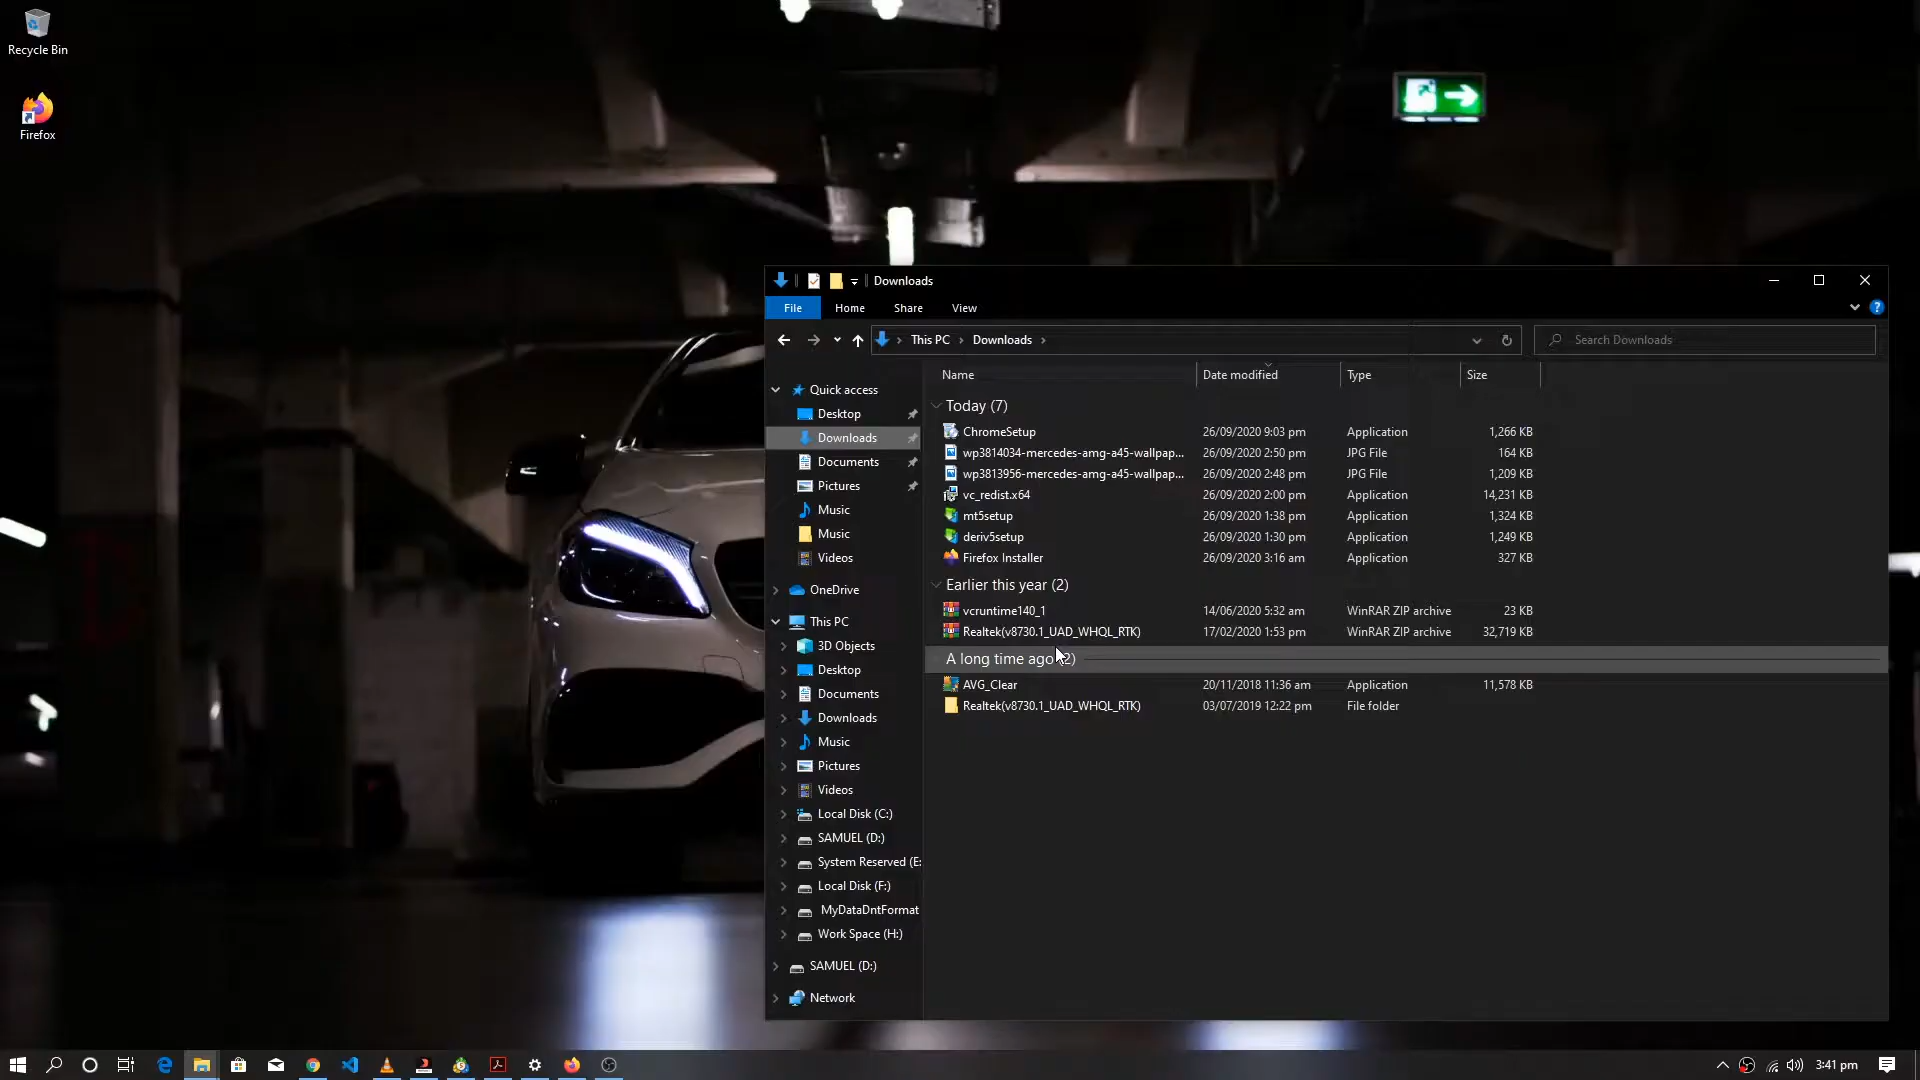 Recycle Bin
Firefox
Downloads
File Home Share View
This PC Downloads
Search Downloads
Name Date modified Type Size
Quick access
Desktop
Downloads
Documents
Pictures
Music
Music
Videos
OneDrive
This PC
3D Objects
Desktop
Documents
Downloads
Music
Pictures
Videos
Local Disk (C:)
SAMUEL (D:)
System Reserved (E:
Local Disk (F:)
MyDataDntFormat
Work Space (H:)
SAMUEL (D:)
Network
Today (7)
ChromeSetup 26/09/2020 9:03 pm Application 1,266 KB
wp3814034-mercedes-amg-a45-wallpap... 26/09/2020 2:50 pm JPG File 164 KB
wp3813956-mercedes-amg-a45-wallpap... 26/09/2020 2:48 pm JPG File 1,209 KB
vc_redist.x64 26/09/2020 2:00 pm Application 14,231 KB
mt5setup 26/09/2020 1:38 pm Application 1,324 KB
deriv5setup 26/09/2020 1:30 pm Application 1,249 KB
Firefox Installer 26/09/2020 3:16 am Application 327 KB
Earlier this year (2)
vcruntime140_1 14/06/2020 5:32 am WinRAR ZIP archive 23 KB
Realtek(v8730.1_UAD_WHQL_RTK) 17/02/2020 1:53 pm WinRAR ZIP archive 32,719 KB
A long time ago (2)
AVG_Clear 20/11/2018 11:36 am Application 11,578 KB
Realtek(v8730.1_UAD_WHQL_RTK) 03/07/2019 12:22 pm File folder
3:41 pm